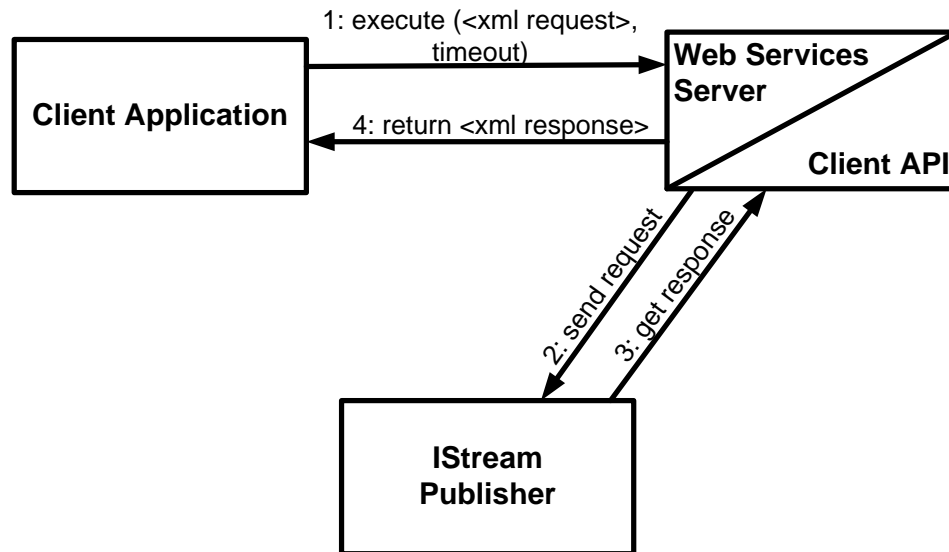 1: execute (<xml request>,
timeout)
Client Application
Web Services
Server
4: return <xml response>
Client API
2: send request
3: get response
IStream
Publisher